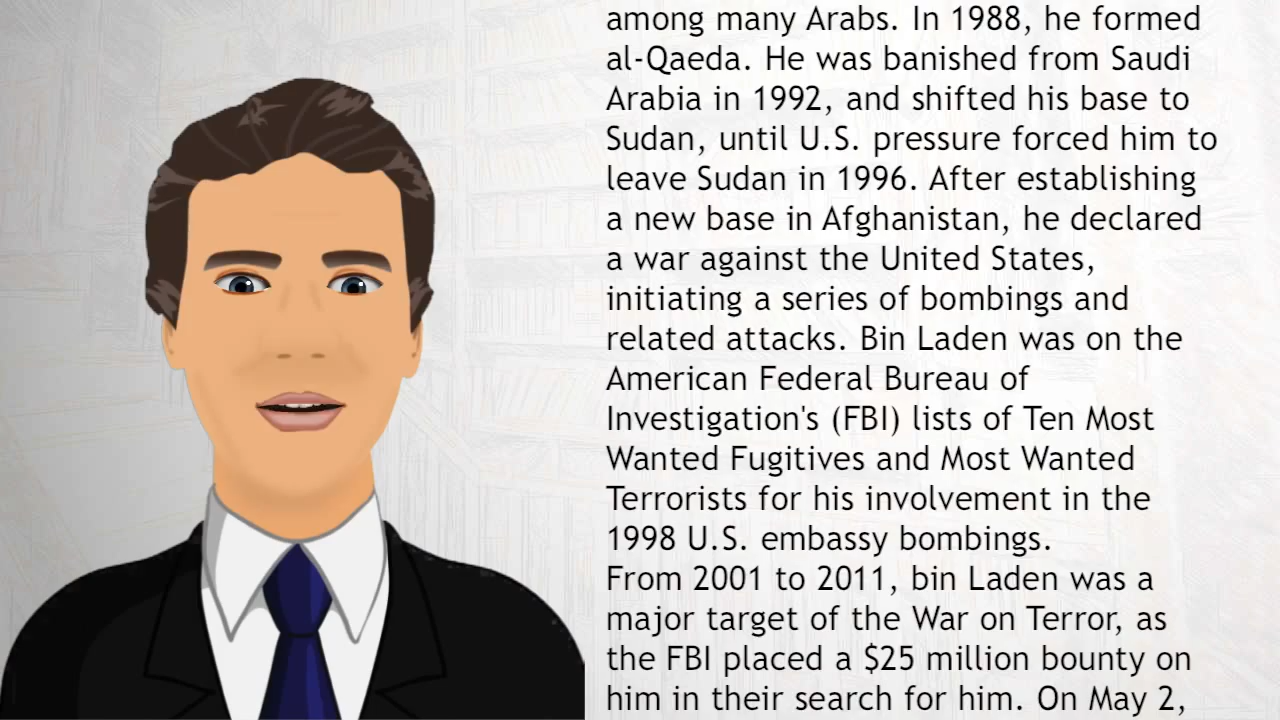 among many Arabs. In 1988, he formed
al-Qaeda. He was banished from Saudi
Arabia in 1992, and shifted his base to
Sudan, until U.S. pressure forced him to
leave Sudan in 1996. After establishing
a new base in Afghanistan, he declared
a war against the United States,
initiating a series of bombings and
related attacks. Bin Laden was on the
American Federal Bureau of
Investigation's (FBI) lists of Ten Most
Wanted Fugitives and Most Wanted
Terrorists for his involvement in the
1998 U.S. embassy bombings.
From 2001 to 2011, bin Laden was a
major target of the War on Terror, as
the FBI placed a $25 million bounty on
him in their search for him. On May 2,